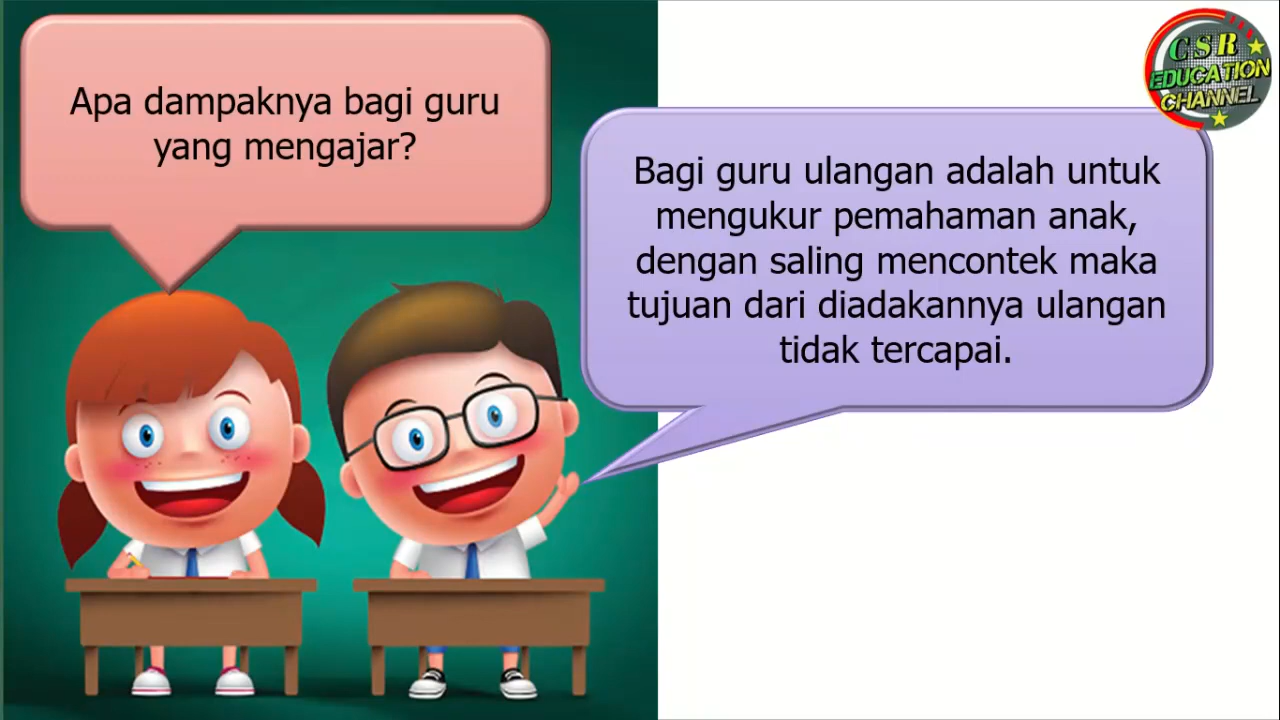 Apa dampaknya bagi guru
yang mengajar?
CSR
EDUCATION
CHANNEL
Bagi guru ulangan adalah untuk
mengukur pemahaman anak,
dengan saling mencontek maka
tujuan dari diadakannya ulangan
tidak tercapai.